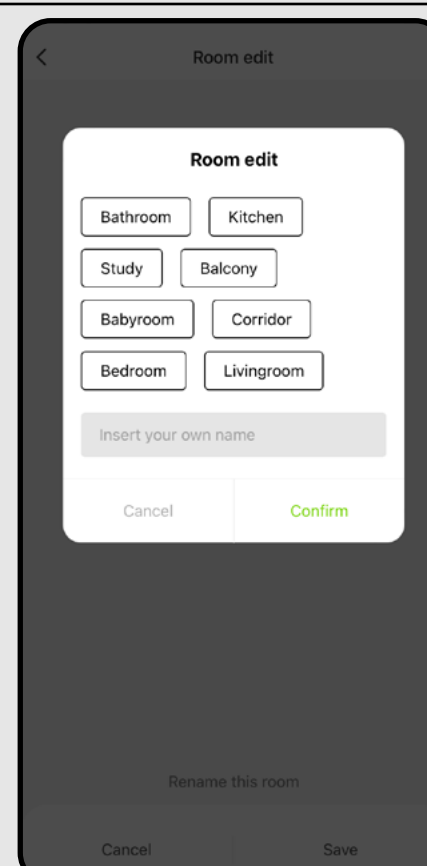 Room edit
Room edit
Bathroom Kitchen
Study Balcony
Babyroom Corridor
Bedroom Livingroom
Insert your own name
Cancel Confirm
Rename this room
Cancel Save